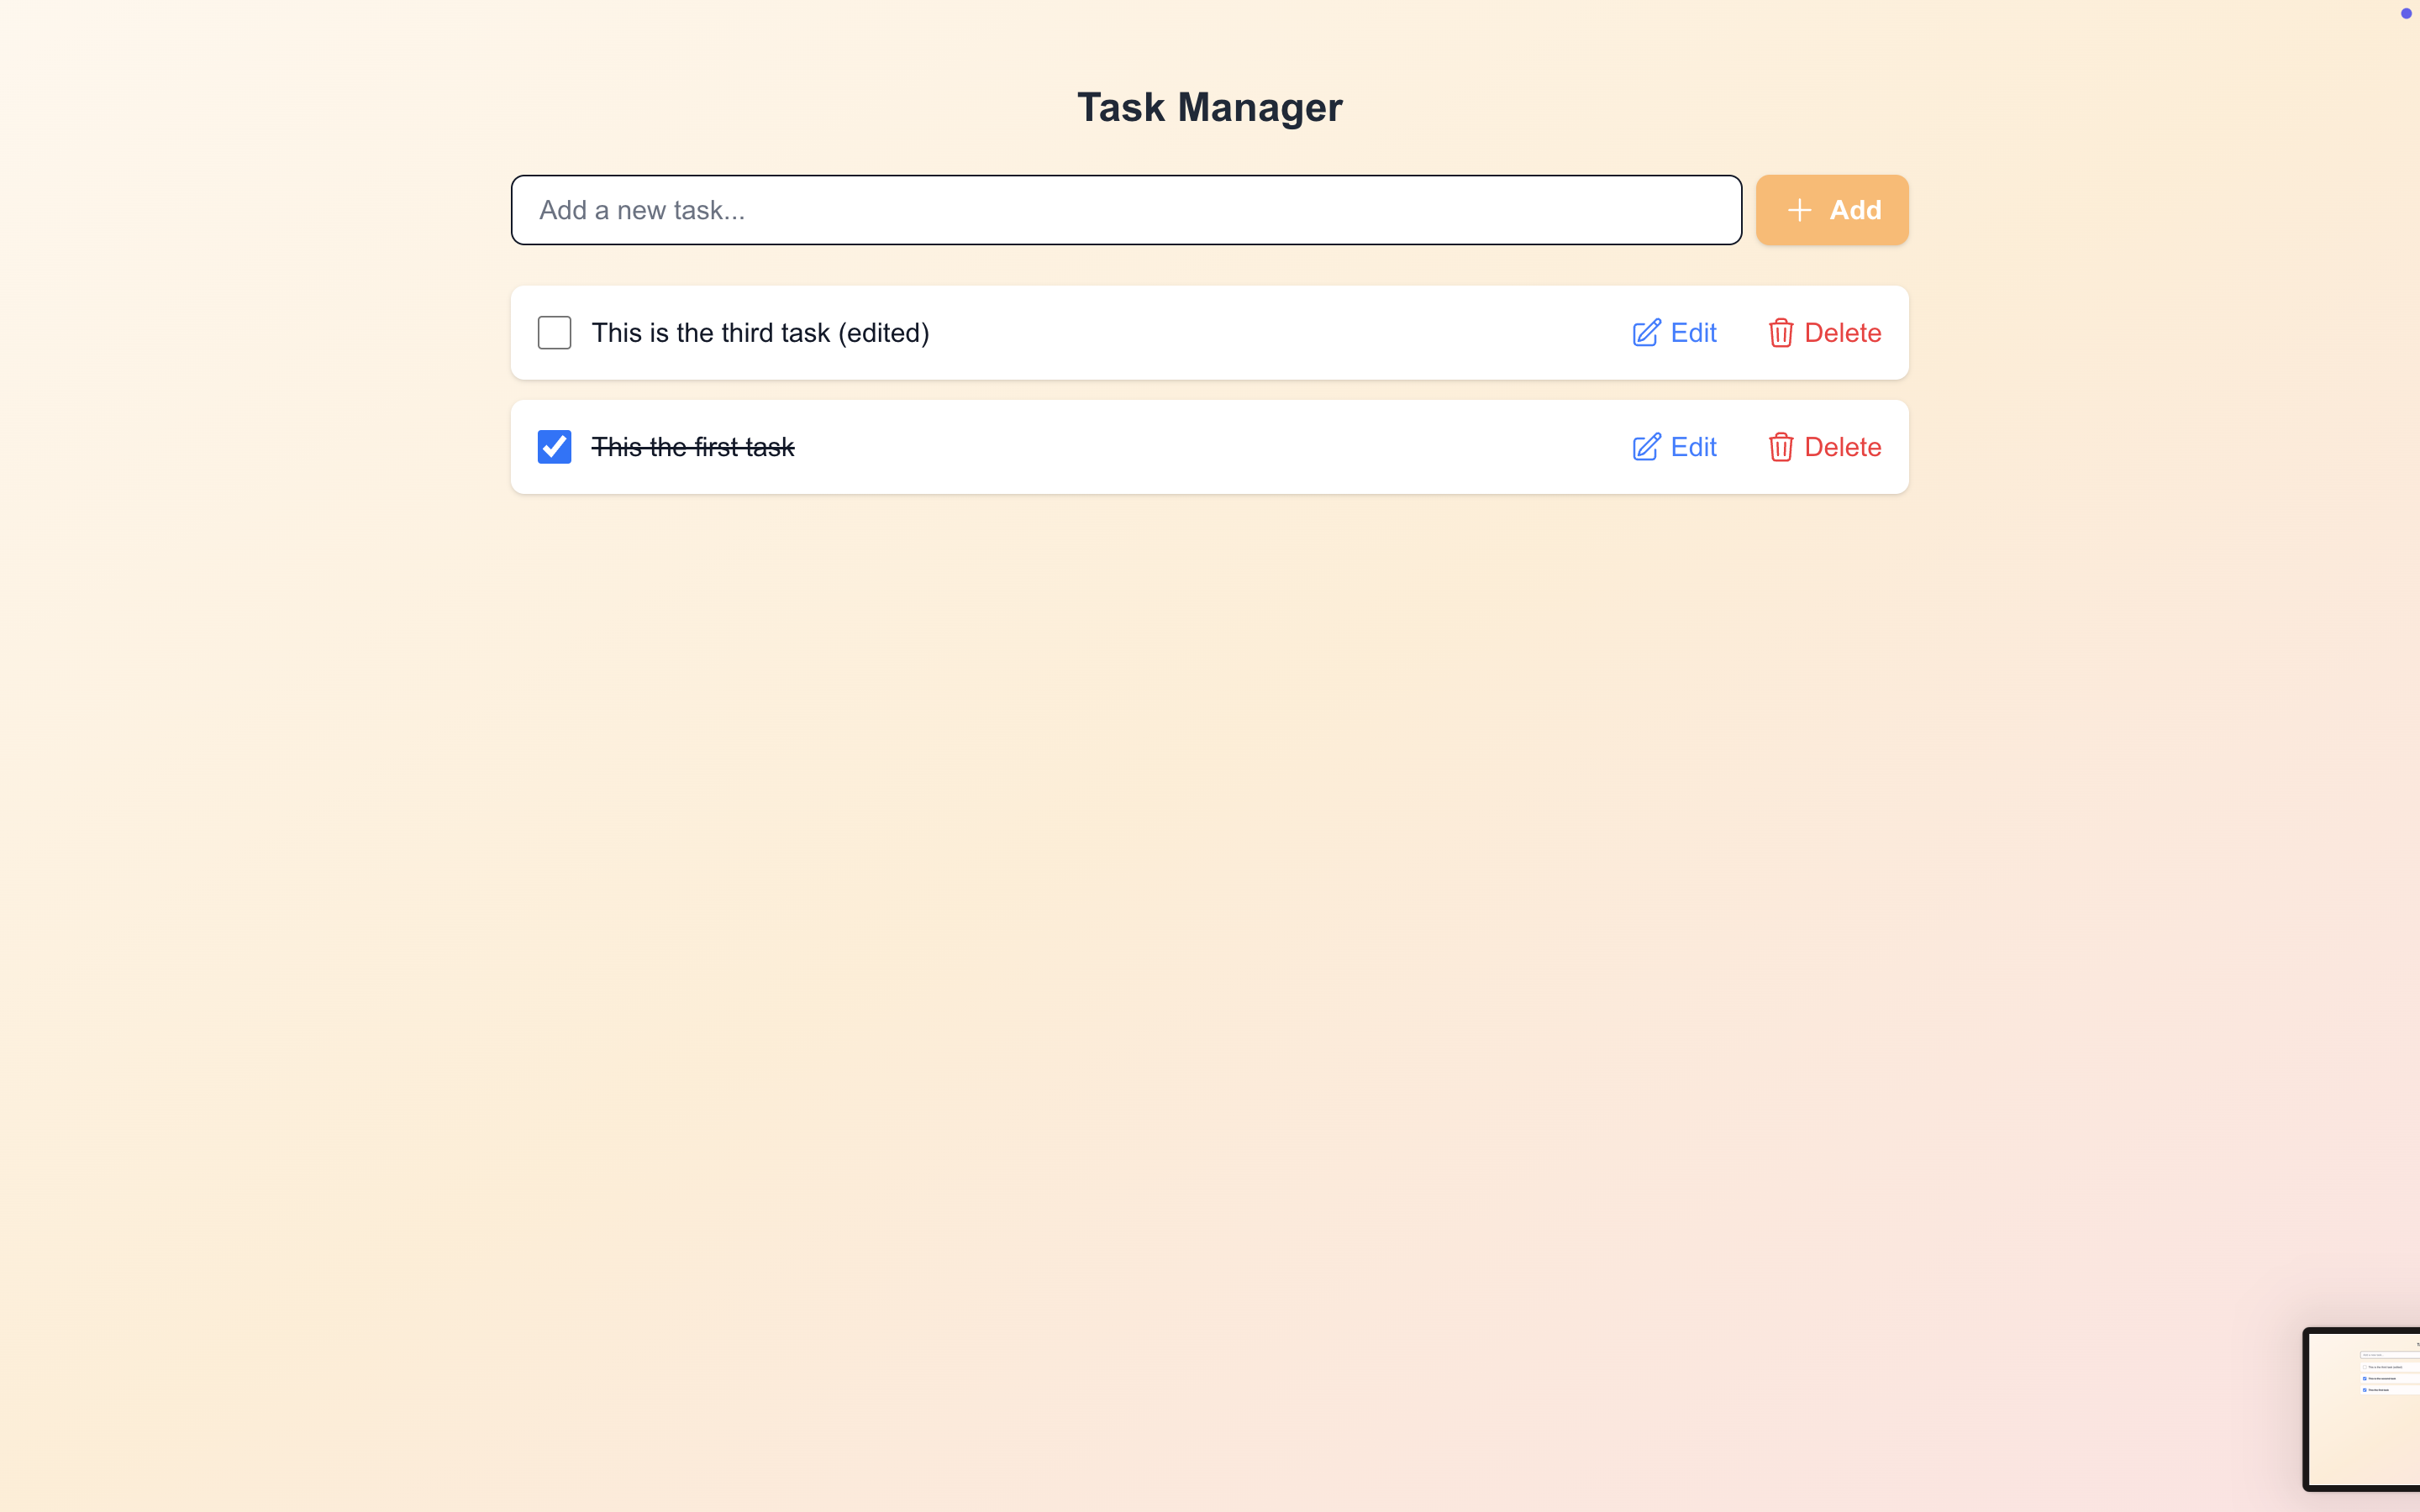 Task Manager
Add a new task...
Add
This is the third task (edited)
Edit
Delete
This the first task
Edit
Delete